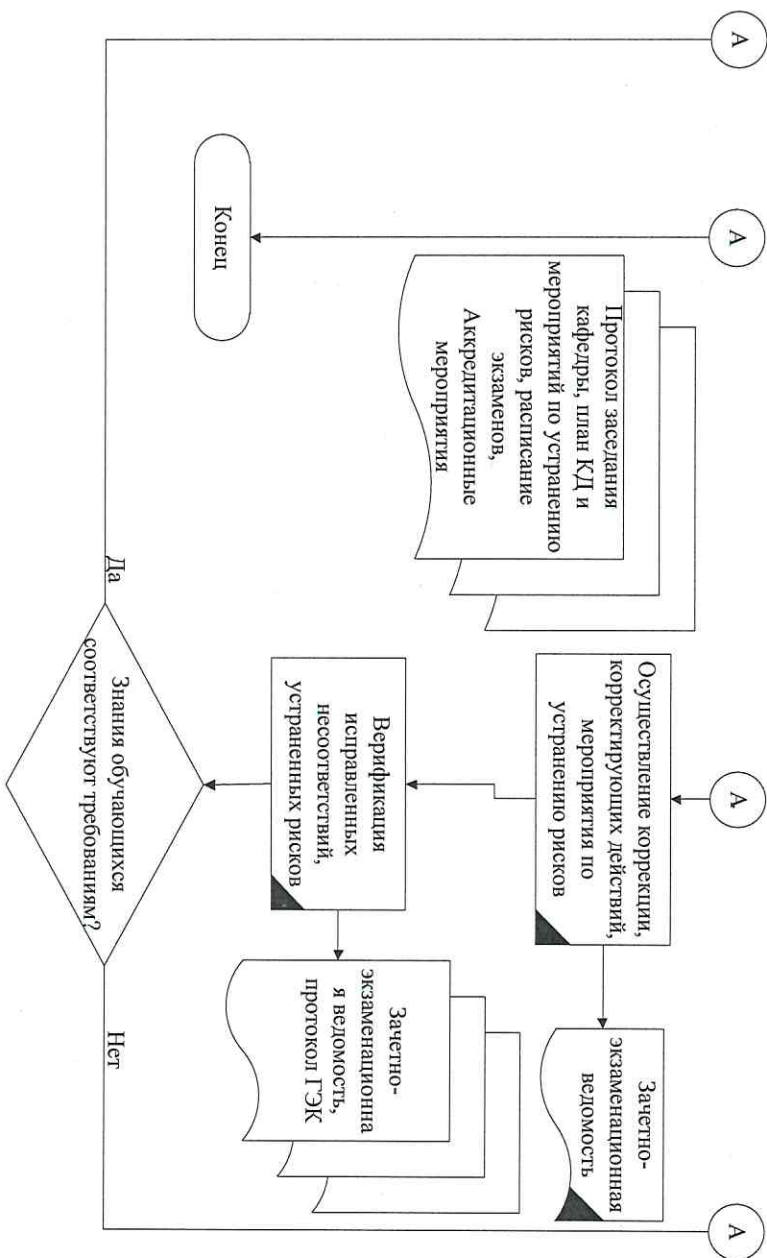 А
А
А
А
Конец
Протокол заседания
кафедры, план КД и
мероприятий по устранению
рисков, расписание
экзаменов,
Аккредитационные
мероприятия
Осуществление коррекции,
корректирующих действий,
мероприятия по
устранению рисков
Зачетно-
экзаменационная
ведомость
Верификация
исправленных
несоответствий,
устраненных рисков
Зачетно-
экзаменационна
я ведомость,
протокол ГЭК
Да
Знания обучающихся
соответствуют требованиям?
Нет